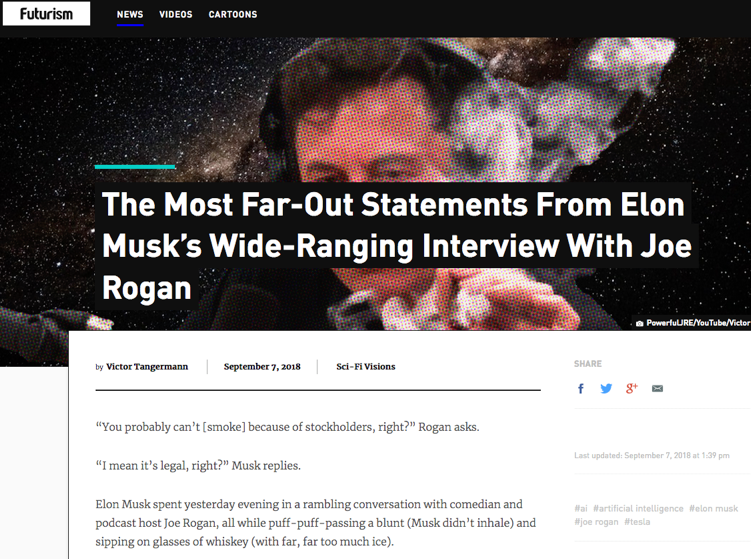 Futurism
NEWS VIDEOS CARTOONS
The Most Far-Out Statements From Elon
Musk’s Wide-Ranging Interview With Joe
Rogan
PowerfulJRE/YouTube/Victor
by Victor Tangermann
September 7, 2018
Sci-Fi Visions
SHARE
f
g+
“You probably can’t [smoke] because of stockholders, right?” Rogan asks.
“I mean it’s legal, right?” Musk replies.
Elon Musk spent yesterday evening in a rambling conversation with comedian and
podcast host Joe Rogan, all while puff-puff-passing a blunt (Musk didn’t inhale) and
sipping on glasses of whiskey (with far, far too much ice).
Last updated: September 7, 2018 at 1:39 pm
#ai #artificial intelligence #elon musk
#joe rogan #tesla